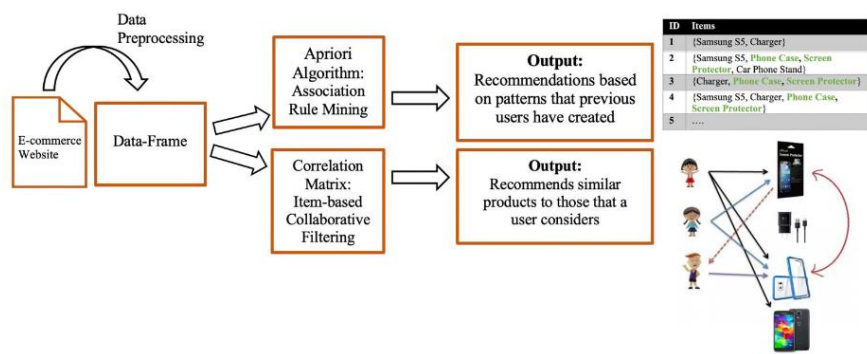 Data
Preprocessing
E-commerce
Website
Data-Frame
Apriori
Algorithm:
Association
Rule Mining
Output:
Recommendations based
on patterns that previous
users have created
Correlation
Matrix:
Item-based
Collaborative
Filtering
Output:
Recommends similar
products to those that a
user considers
ID Items
1 {Samsung S5, Charger}
2 {Samsung S5, Phone Case, Screen
Protector, Car Phone Stand}
3 {Charger, Phone Case, Screen Protector}
4 {Samsung S5, Charger, Phone Case,
Screen Protector}
5 ....